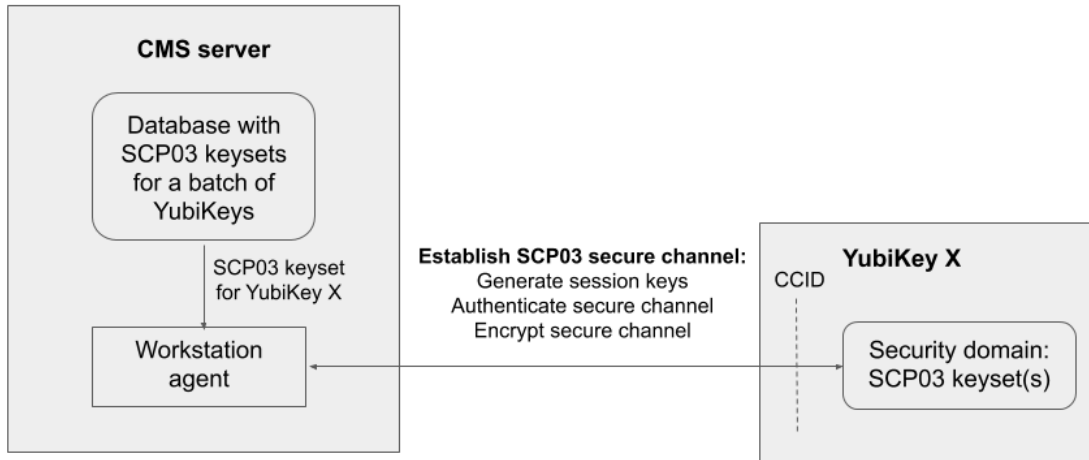 CMS server
Database with
SCP03 keysets
for a batch of
YubiKeys
SCP03 keyset
for YubiKey X
Workstation
agent
Establish SCP03 secure channel:
Generate session keys
Authenticate secure channel
Encrypt secure channel
YubiKey X
CCID
Security domain:
SCP03 keyset(s)